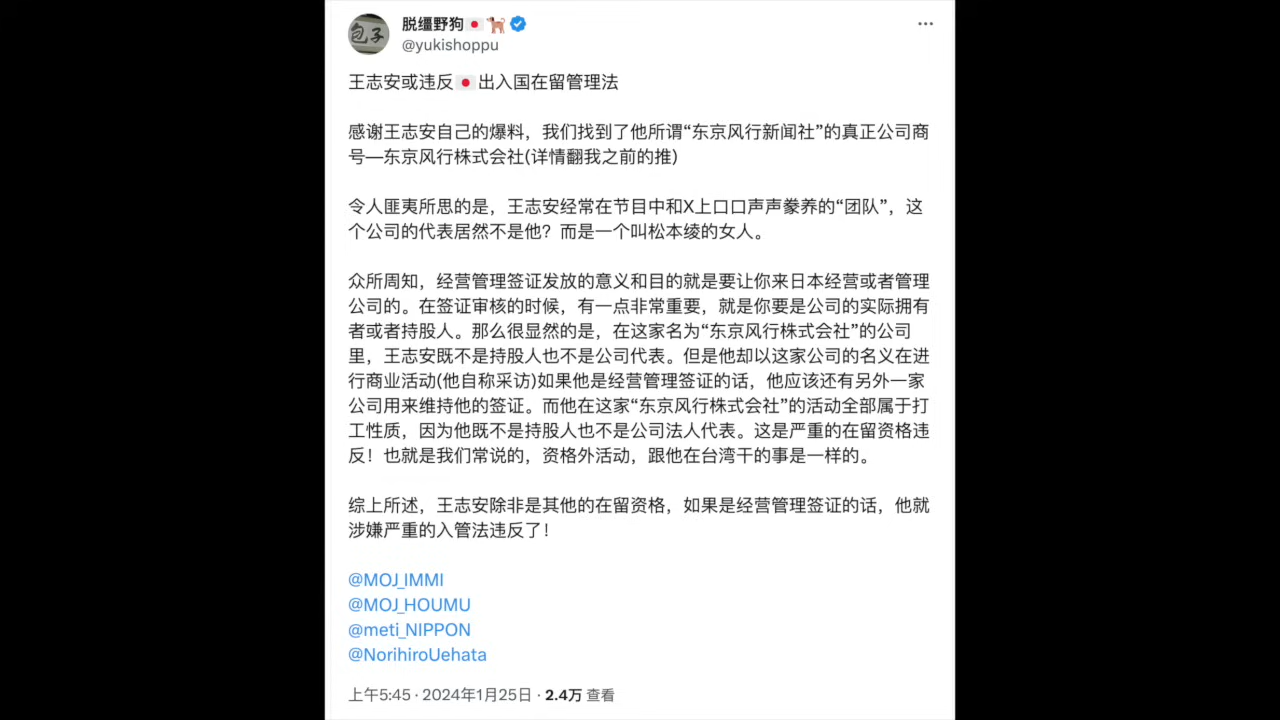 脱缰野狗🇯🇵🐕
@yukishoppu
王志安或违反🇯🇵出入国在留管理法
感谢王志安自己的爆料，我们找到了他所谓“东京风行新闻社”的真正公司商
号—东京风行株式会社(详情翻我之前的推)
令人匪夷所思的是，王志安经常在节目中和X上口口声声豢养的“团队”，这
个公司的代表居然不是他？而是一个叫松本绫的女人。
众所周知，经营管理签证发放的意义和目的就是要让你来日本经营或者管理
公司的。在签证审核的时候，有一点非常重要，就是你要是公司的实际拥有
者或者持股人。那么很显然的是，在这家名为“东京风行株式会社”的公司
里，王志安既不是持股人也不是公司代表。但是他却以这家公司的名义在进
行商业活动(他自称采访)如果他是经营管理签证的话，他应该还有另外一家
公司用来维持他的签证。而他在这家“东京风行株式会社”的活动全部属于打
工性质，因为他既不是持股人也不是公司法人代表。这是严重的在留资格违
反！也就是我们常说的，资格外活动，跟他在台湾干的事是一样的。
综上所述，王志安除非是其他的在留资格，如果是经营管理签证的话，他就
涉嫌严重的入管法违反了！
@MOJ_IMMI
@MOJ_HOUMU
@meti_NIPPON
@NorihiroUehata
上午5:45 · 2024年1月25日 · 2.4万 查看
包子